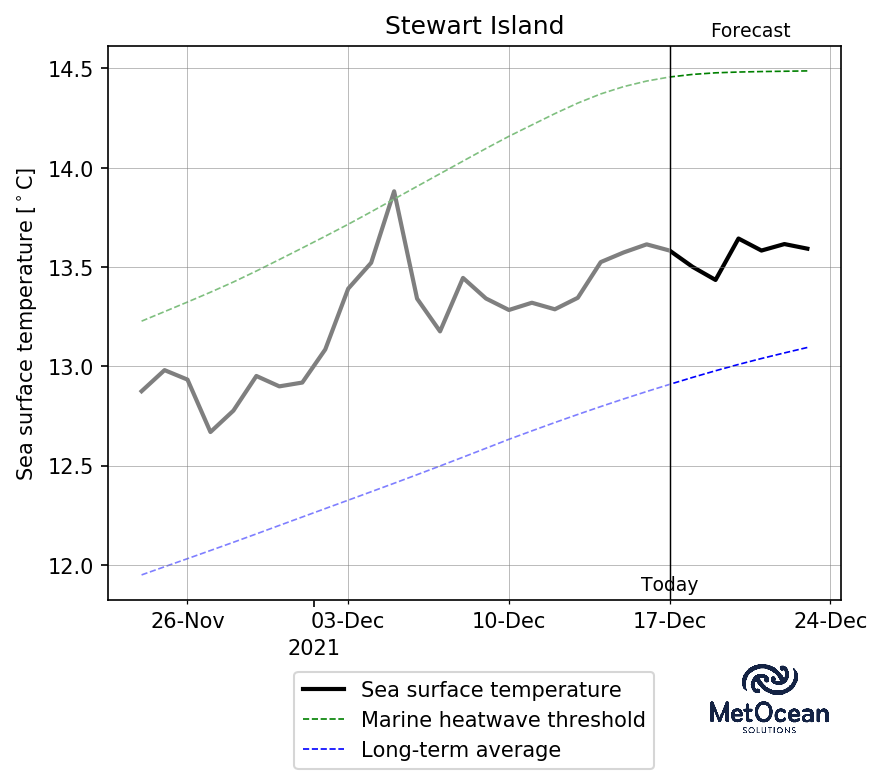 Stewart Island
Forecast
14.5
14.0
13.5
13.0
12.5
12.0
Sea surface temperature [°C]
Today
26-Nov
03-Dec
10-Dec
17-Dec
24-Dec
2021
Sea surface temperature
Marine heatwave threshold
Long-term average
MetOcean
SOLUTIONS